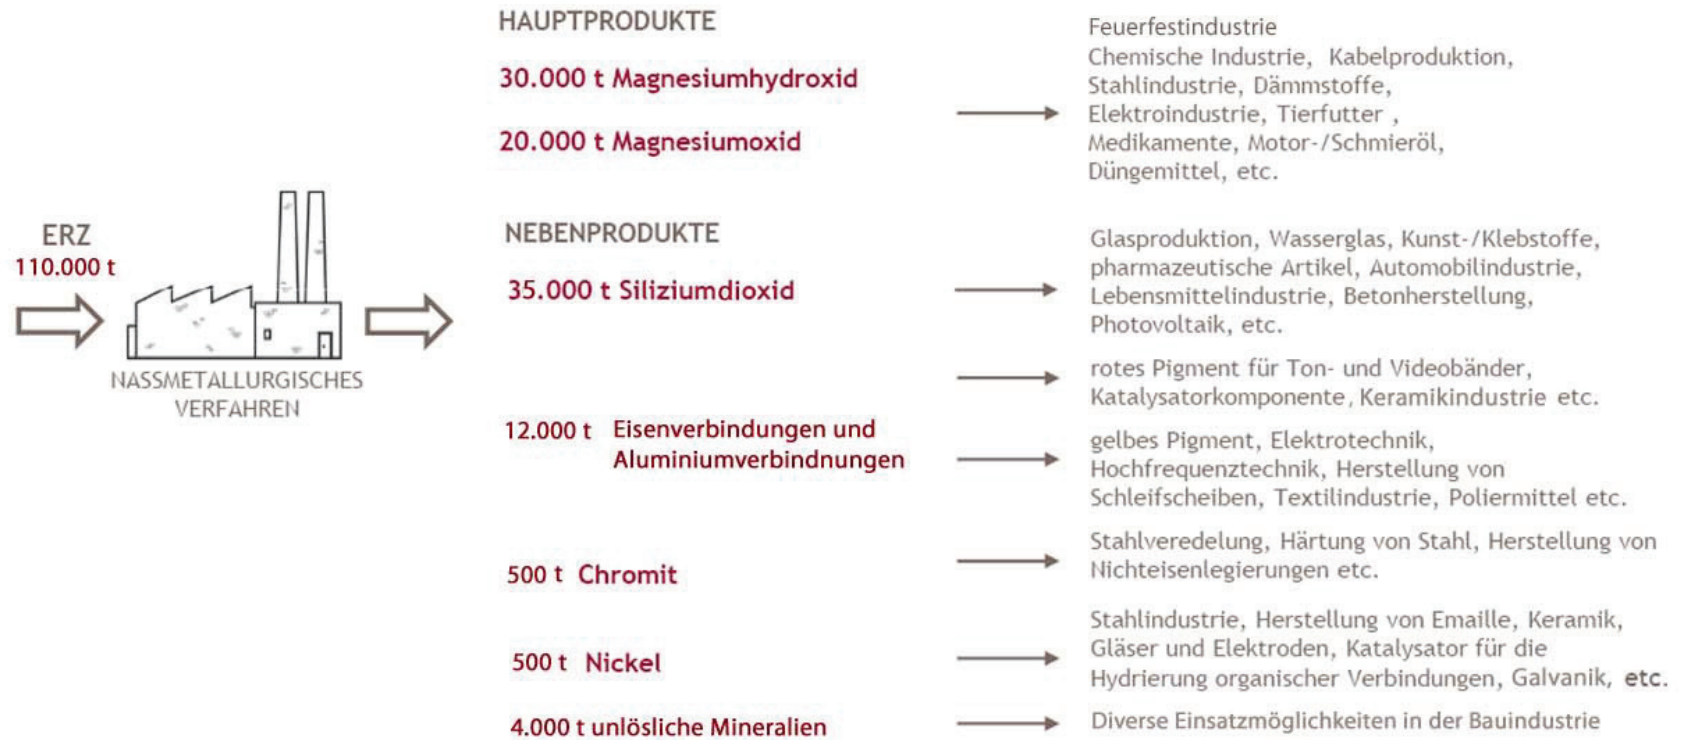 ERZ
110.000 t
NASSMETALLURGISCHES
VERFAHREN
HAUPTPRODUKTE
30.000 t Magnesiumhydroxid
20.000 t Magnesiumoxid
Feuerfestindustrie
Chemische Industrie, Kabelproduktion,
Stahlindustrie, Dämmstoffe,
Elektroindustrie, Tierfutter ,
Medikamente, Motor-/Schmieröl,
Düngemittel, etc.
NEBENPRODUKTE
35.000 t Siliziumdioxid
Glasproduktion, Wasserglas, Kunst-/Klebstoffe,
pharmazeutische Artikel, Automobilindustrie,
Lebensmittelindustrie, Betonherstellung,
Photovoltaik, etc.
12.000 t Eisenverbindungen und
Aluminiumverbindnungen
rotes Pigment für Ton- und Videobänder,
Katalysatorkomponente, Keramikindustrie etc.
gelbes Pigment, Elektrotechnik,
Hochfrequenztechnik, Herstellung von
Schleifscheiben, Textilindustrie, Poliermittel etc.
500 t Chromit
Stahlveredelung, Härtung von Stahl, Herstellung von
Nichteisenlegierungen etc.
500 t Nickel
Stahlindustrie, Herstellung von Emaille, Keramik,
Gläser und Elektroden, Katalysator für die
Hydrierung organischer Verbindungen, Galvanik, etc.
4.000 t unlösliche Mineralien
Diverse Einsatzmöglichkeiten in der Bauindustrie